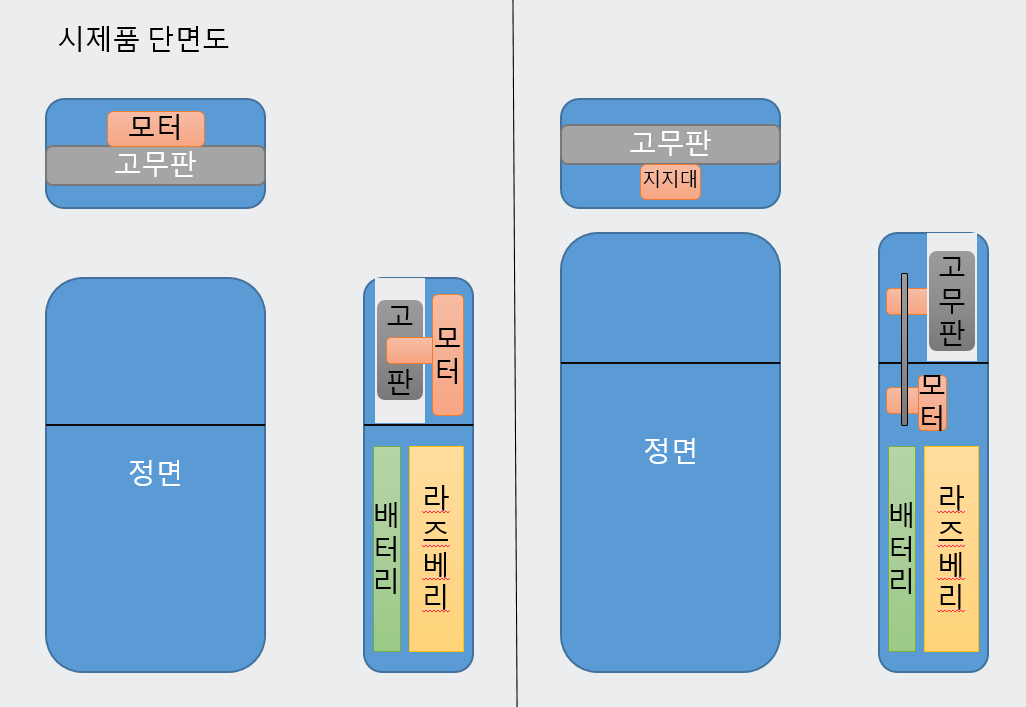 시제품 단면도
모터
고무판
정면
고
판
모
터
배
터
리
라
즈
베
리
고무판
지지대
정면
고
무
판
모
터
배
터
리
라
즈
베
리